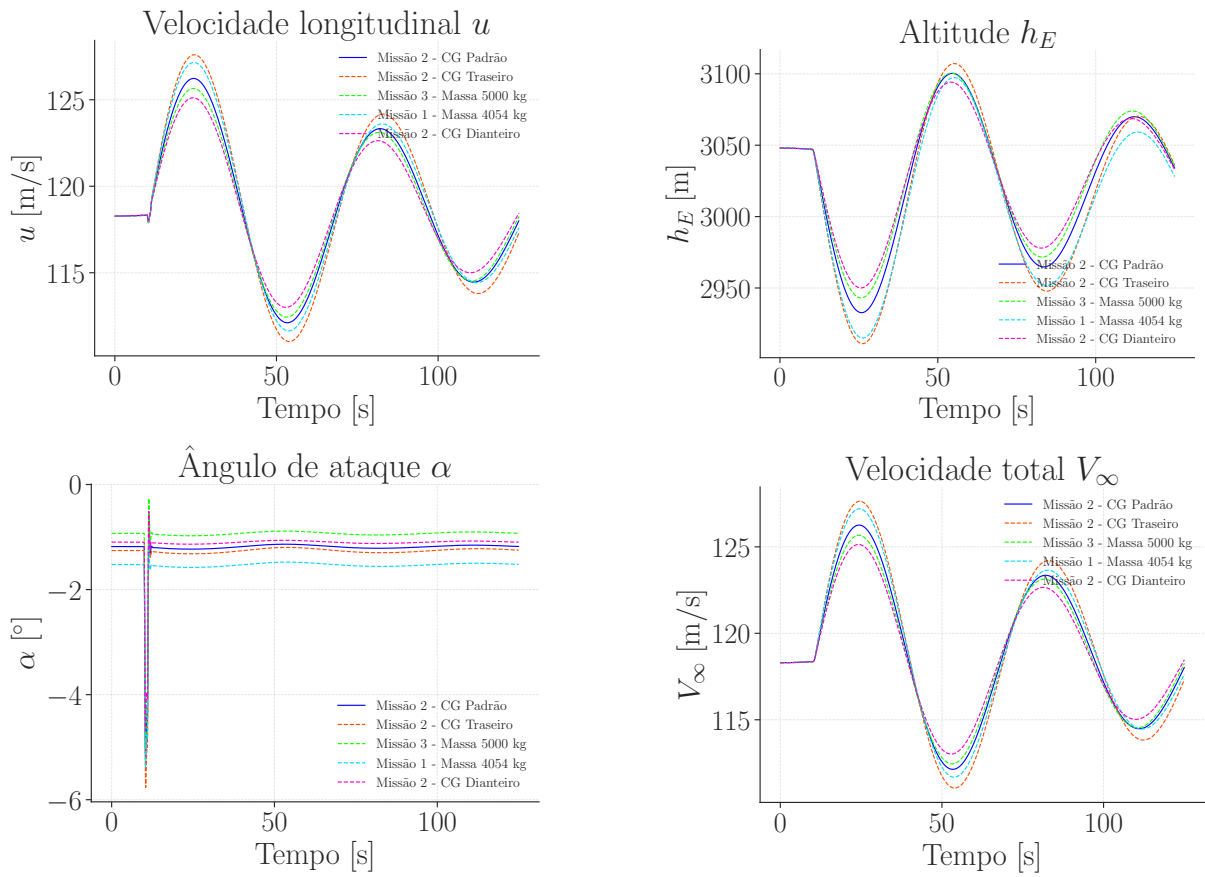 Velocidade longitudinal u
Missão 2 - CG Padrão
Missão 2 - CG Traseiro
Missão 3 - Massa 5000 kg
Missão 1 - Massa 4054 kg
Missão 2 - CG Dianteiro
125
120
115
u [m/s]
0
50
100
Tempo [s]
Altitude h_E
3100
3050
3000
2950
h_E [m]
Missão 2 - CG Padrão
Missão 2 - CG Traseiro
Missão 3 - Massa 5000 kg
Missão 1 - Massa 4054 kg
Missão 2 - CG Dianteiro
0
50
100
Tempo [s]
Ângulo de ataque α
0
−2
−4
−6
α [°]
Missão 2 - CG Padrão
Missão 2 - CG Traseiro
Missão 3 - Massa 5000 kg
Missão 1 - Massa 4054 kg
Missão 2 - CG Dianteiro
0
50
100
Tempo [s]
Velocidade total V_∞
Missão 2 - CG Padrão
Missão 2 - CG Traseiro
Missão 3 - Massa 5000 kg
Missão 1 - Massa 4054 kg
Missão 2 - CG Dianteiro
125
120
115
V_∞ [m/s]
0
50
100
Tempo [s]